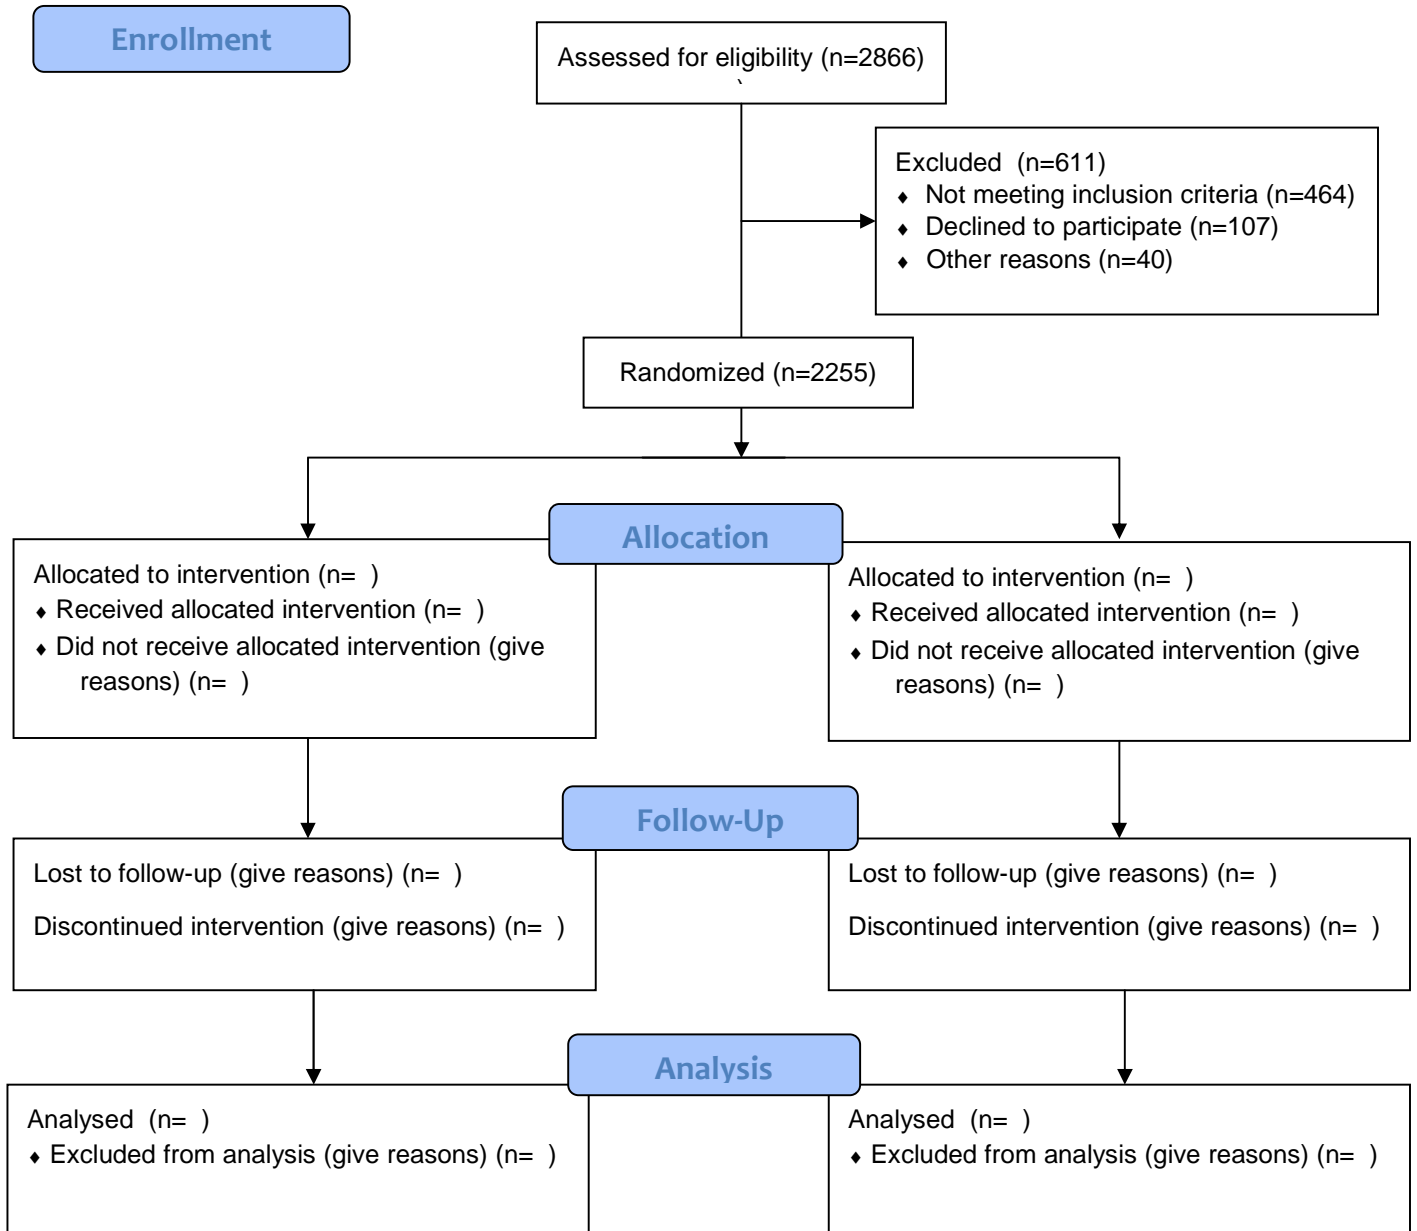 Enrollment
Assessed for eligibility (n=2866)
Excluded  (n=611)
♦ Not meeting inclusion criteria (n=464)
♦ Declined to participate (n=107)
♦ Other reasons (n=40)
Randomized (n=2255)
Allocation
Allocated to intervention (n=  )
♦ Received allocated intervention (n=  )
♦ Did not receive allocated intervention (give
reasons) (n=  )
Allocated to intervention (n=  )
♦ Received allocated intervention (n=  )
♦ Did not receive allocated intervention (give
reasons) (n=  )
Follow-Up
Lost to follow-up (give reasons) (n=  )
Discontinued intervention (give reasons) (n=  )
Lost to follow-up (give reasons) (n=  )
Discontinued intervention (give reasons) (n=  )
Analysis
Analysed  (n=  )
♦ Excluded from analysis (give reasons) (n=  )
Analysed  (n=  )
♦ Excluded from analysis (give reasons) (n=  )